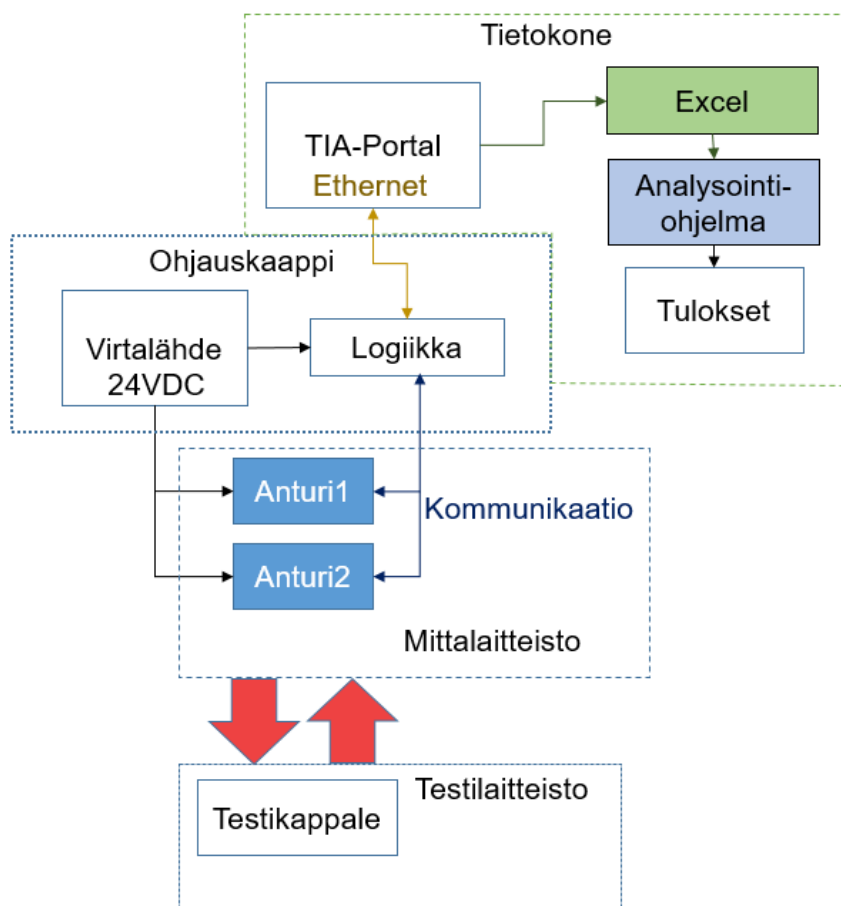 Tietokone
TIA-Portal
Ethernet
Excel
Analysointi-
ohjelma
Tulokset
Ohjauskaappi
Virtalähde
24VDC
Logiikka
Anturi1
Kommunikaatio
Anturi2
Mittalaitteisto
Testilaitteisto
Testikappale